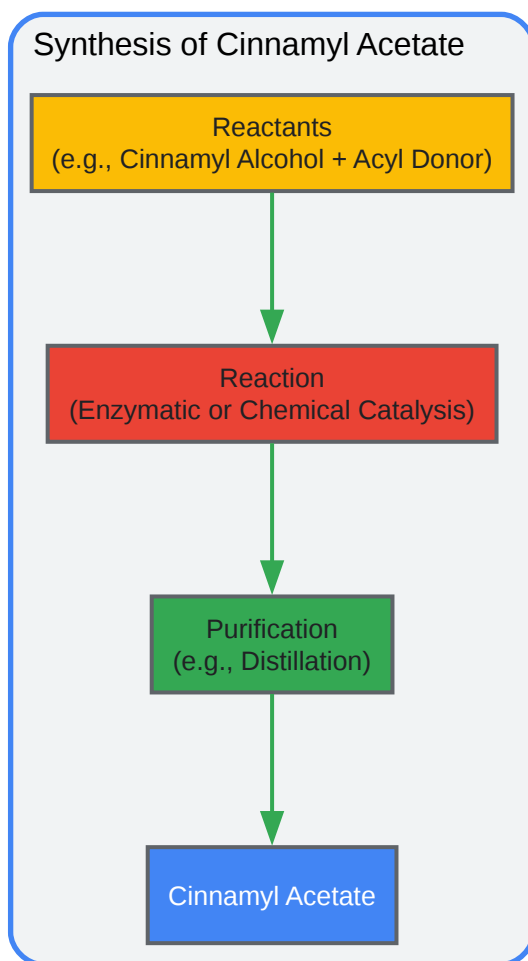 Synthesis of Cinnamyl Acetate
Reactants
(e.g., Cinnamyl Alcohol + Acyl Donor)
Reaction
(Enzymatic or Chemical Catalysis)
Purification
(e.g., Distillation)
Cinnamyl Acetate